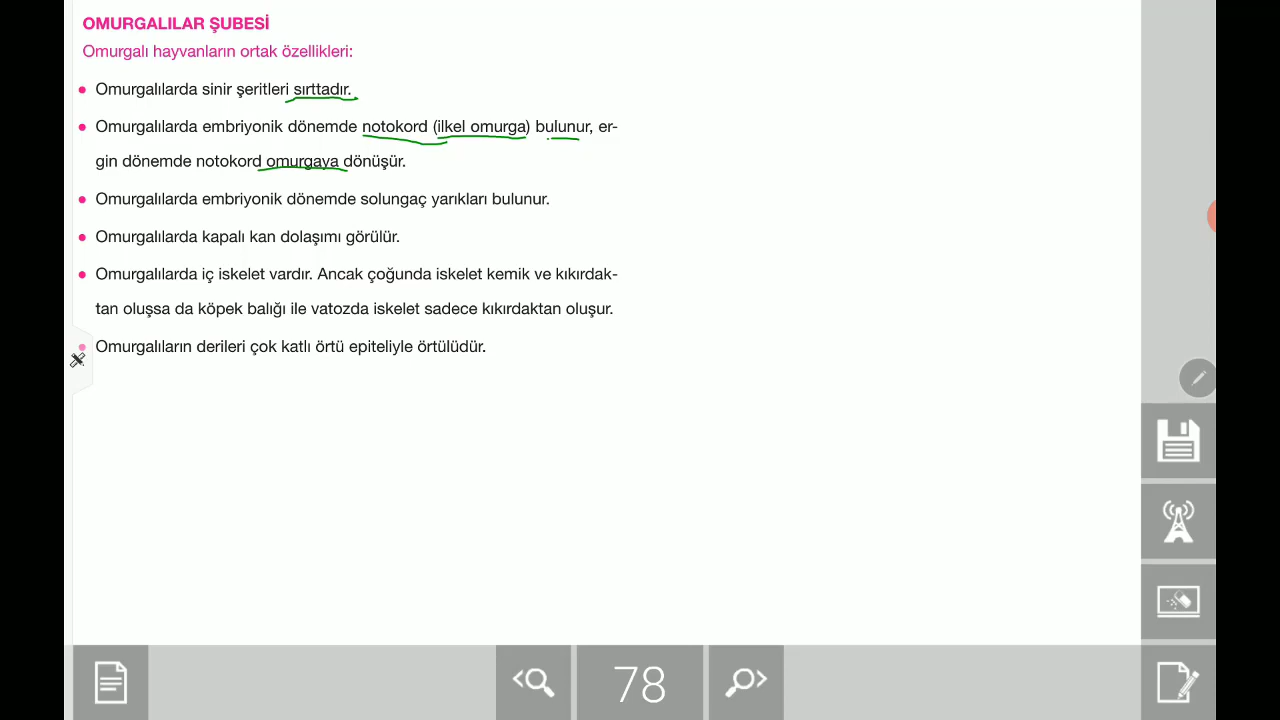 OMURGALILAR ŞUBESİ
Omurgalı hayvanların ortak özellikleri:
• Omurgalılarda sinir şeritleri sırttadır.
• Omurgalılarda embriyonik dönemde notokord (ilkel omurga) bulunur, er-
gin dönemde notokord omurgaya dönüşür.
• Omurgalılarda embriyonik dönemde solungaç yarıkları bulunur.
• Omurgalılarda kapalı kan dolaşımı görülür.
• Omurgalılarda iç iskelet vardır. Ancak çoğunda iskelet kemik ve kıkırdak-
tan oluşsa da köpek balığı ile vatozda iskelet sadece kıkırdaktan oluşur.
• Omurgalıların derileri çok katlı örtü epiteliyle örtülüdür.
78